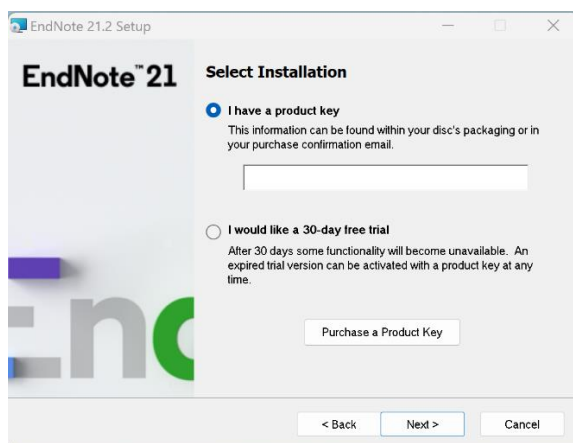 EndNote 21.2 Setup
EndNote™21
Select Installation
I have a product key
This information can be found within your disc's packaging or in
your purchase confirmation email.
I would like a 30-day free trial
After 30 days some functionality will become unavailable. An
expired trial version can be activated with a product key at any
time.
Purchase a Product Key
Enc
< Back Next > Cancel